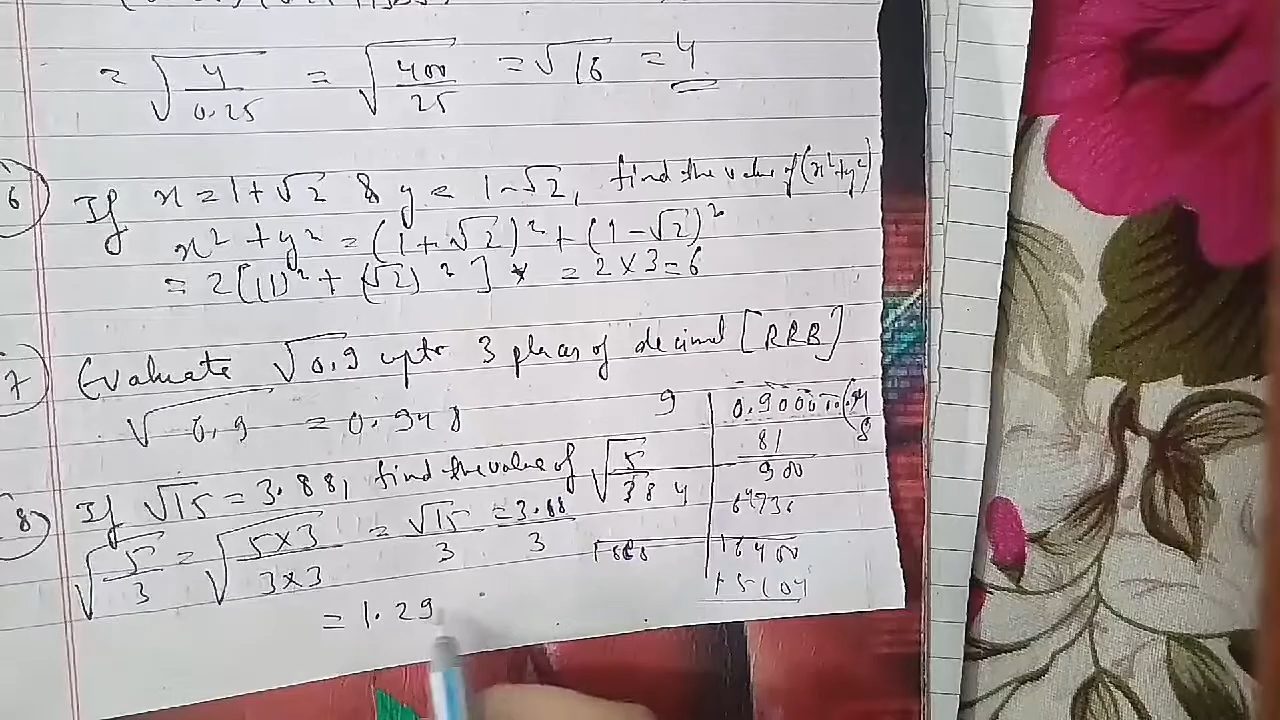 = √4/0.25 = √400/25 = √16 = 4
6 If x = 1+√2 & y = 1-√2, find the value of (x²+y²)
x² + y² = (1+√2)² + (1-√2)²
= 2[(1)² + (√2)²] = 2×3 = 6
7 Evaluate √0.9 upto 3 places of decimal [RRB]
√0.9 = 0.948
9
81
900
736
8 If √15 = 3.88, find the value of √5/3
√5/3 = √5×3/3×3 = √15/3 = 3.88/3
16400
15104
= 1.29